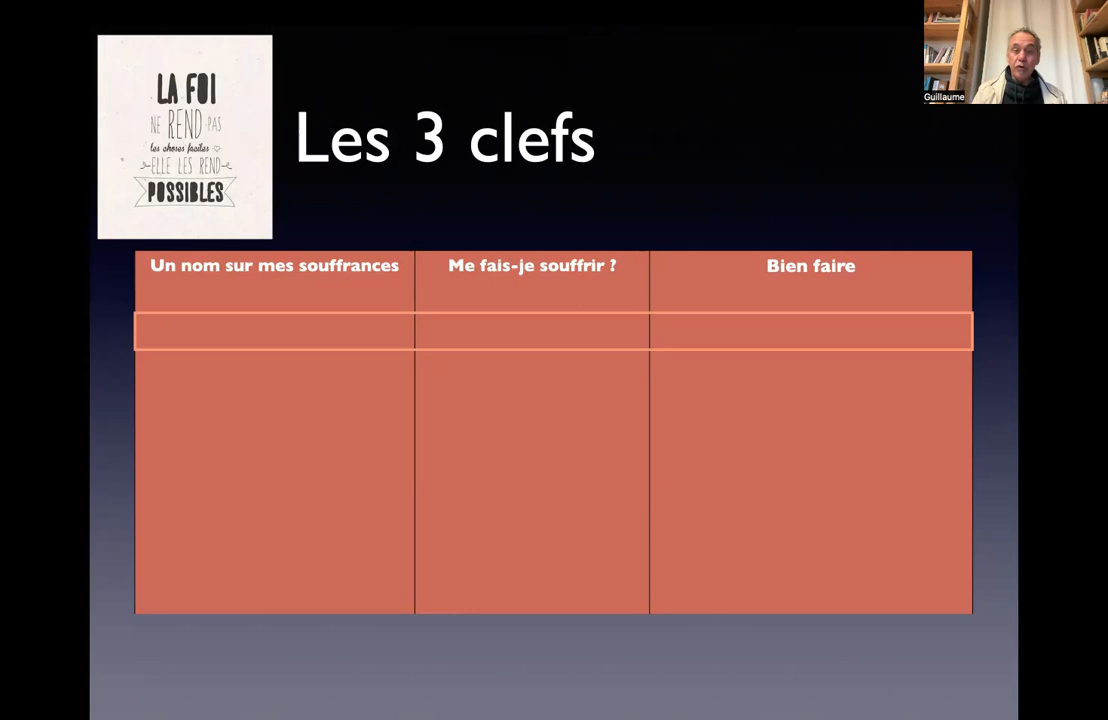 LA FOI
NE REND PAS
les choses faciles
ELLE LES REND
POSSIBLES
Les 3 clefs
Guillaume
Un nom sur mes souffrances
Me fais-je souffrir ?
Bien faire